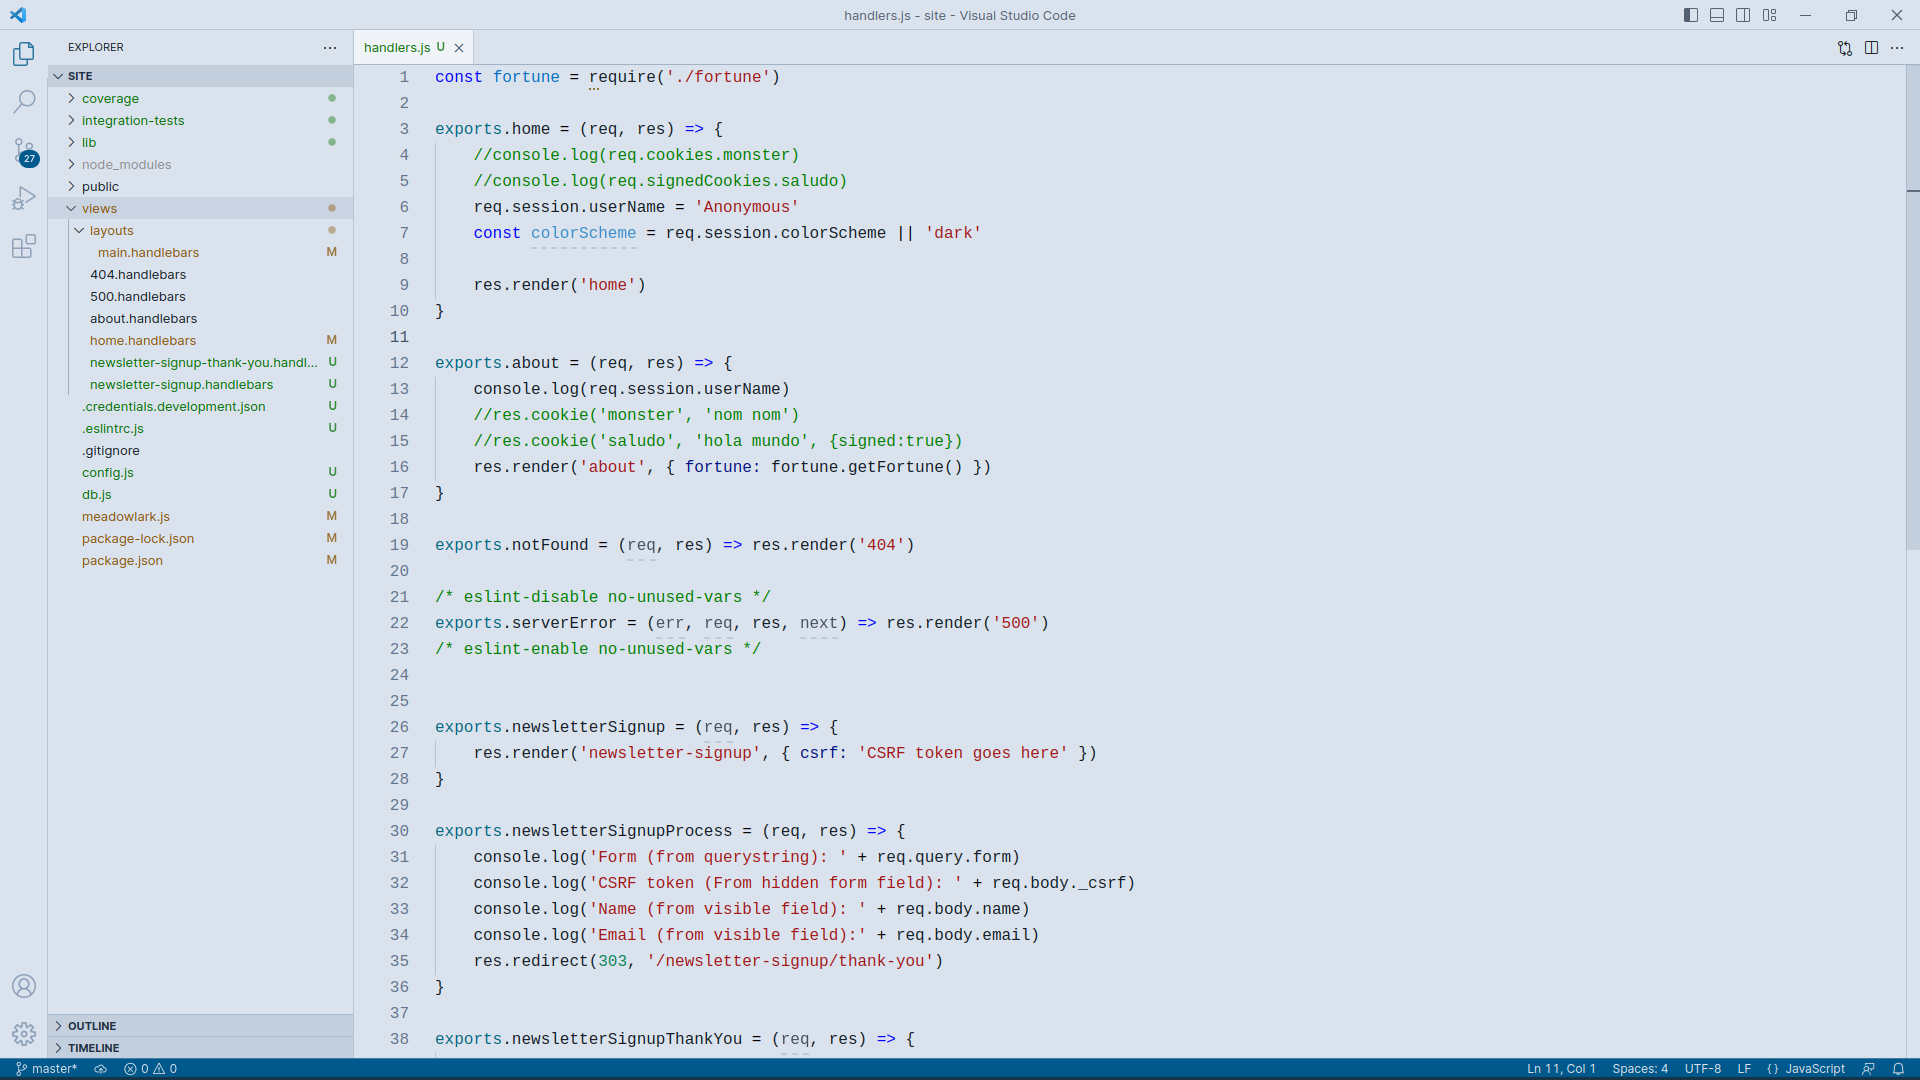 handlers.js - site - Visual Studio Code
EXPLORER
handlers.js U
SITE
coverage
integration-tests
lib
node_modules
public
views
layouts
main.handlebars M
404.handlebars
500.handlebars
about.handlebars
home.handlebars M
newsletter-signup-thank-you.handl... U
newsletter-signup.handlebars U
.credentials.development.json U
.eslintrc.js U
.gitignore
config.js U
db.js U
meadowlark.js M
package-lock.json M
package.json M
OUTLINE
TIMELINE
27
1 const fortune = require('./fortune')
2
3 exports.home = (req, res) => {
4     //console.log(req.cookies.monster)
5     //console.log(req.signedCookies.saludo)
6     req.session.userName = 'Anonymous'
7     const colorScheme = req.session.colorScheme || 'dark'
8
9     res.render('home')
10 }
11
12 exports.about = (req, res) => {
13     console.log(req.session.userName)
14     //res.cookie('monster', 'nom nom')
15     //res.cookie('saludo', 'hola mundo', {signed:true})
16     res.render('about', { fortune: fortune.getFortune() })
17 }
18
19 exports.notFound = (req, res) => res.render('404')
20
21 /* eslint-disable no-unused-vars */
22 exports.serverError = (err, req, res, next) => res.render('500')
23 /* eslint-enable no-unused-vars */
24
25
26 exports.newsletterSignup = (req, res) => {
27     res.render('newsletter-signup', { csrf: 'CSRF token goes here' })
28 }
29
30 exports.newsletterSignupProcess = (req, res) => {
31     console.log('Form (from querystring): ' + req.query.form)
32     console.log('CSRF token (From hidden form field): ' + req.body._csrf)
33     console.log('Name (from visible field): ' + req.body.name)
34     console.log('Email (from visible field):' + req.body.email)
35     res.redirect(303, '/newsletter-signup/thank-you')
36 }
37
38 exports.newsletterSignupThankYou = (req, res) => {
master* 0 0 Ln 11, Col 1 Spaces: 4 UTF-8 LF {} JavaScript